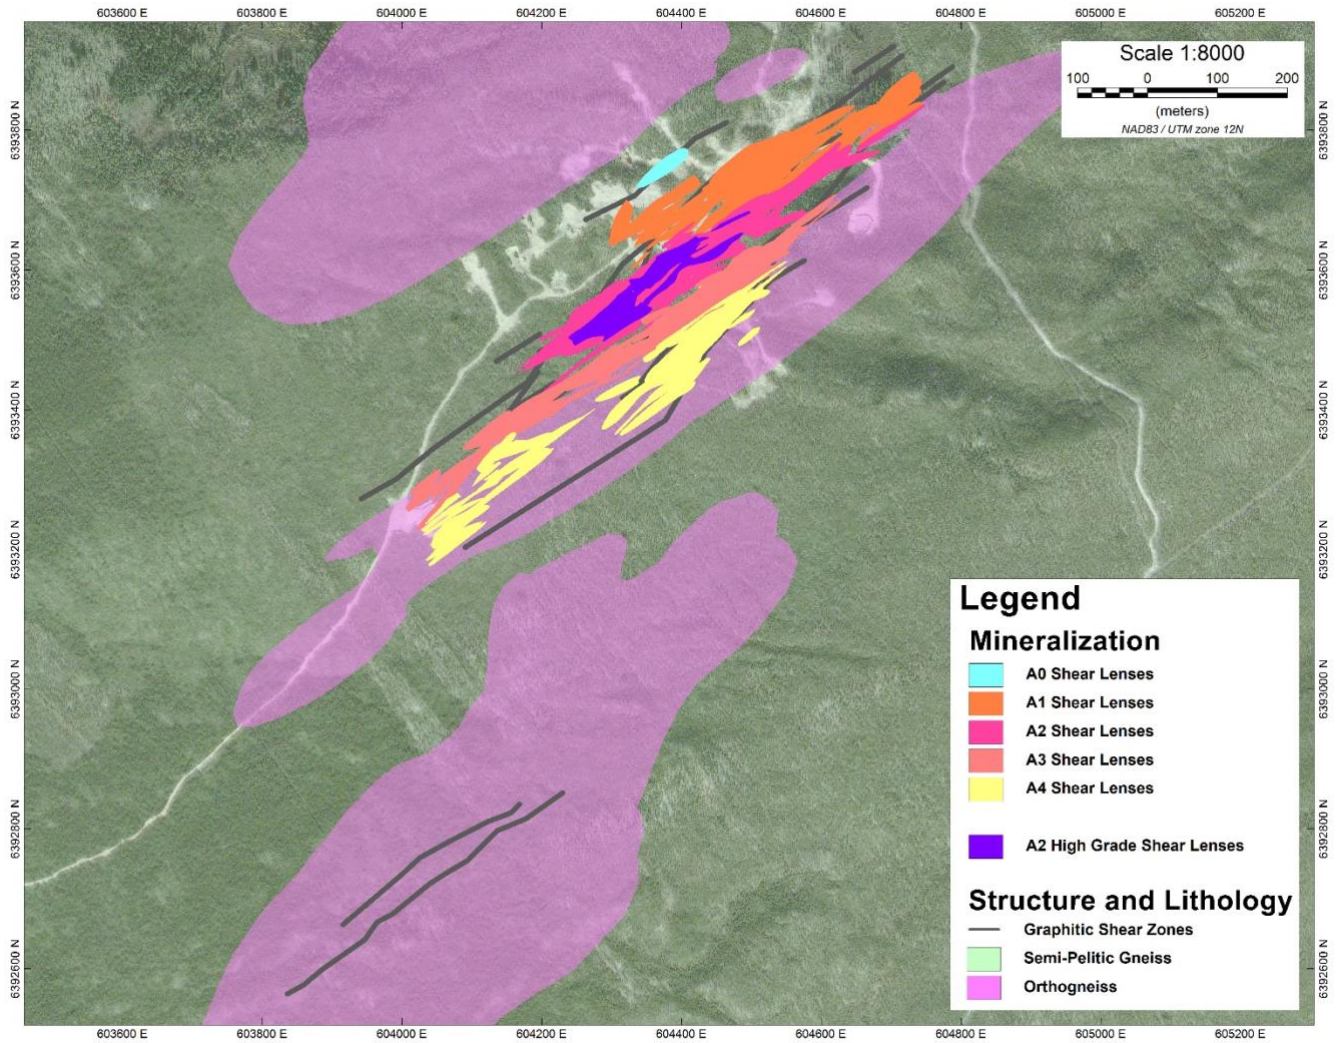 603600 E 603800 E 604000 E 604200 E 604400 E 604600 E 604800 E 605000 E 605200 E
Scale 1:8000
100 0 100 200
(meters)
NAD83 / UTM zone 12N
6393800 N 6393800 N
6393600 N 6393600 N
6393400 N 6393400 N
6393200 N 6393200 N
6393000 N 6393000 N
6392800 N 6392800 N
6392600 N 6392600 N
Legend
Mineralization
A0 Shear Lenses
A1 Shear Lenses
A2 Shear Lenses
A3 Shear Lenses
A4 Shear Lenses
A2 High Grade Shear Lenses
Structure and Lithology
Graphitic Shear Zones
Semi-Pelitic Gneiss
Orthogneiss
603600 E 603800 E 604000 E 604200 E 604400 E 604600 E 604800 E 605000 E 605200 E